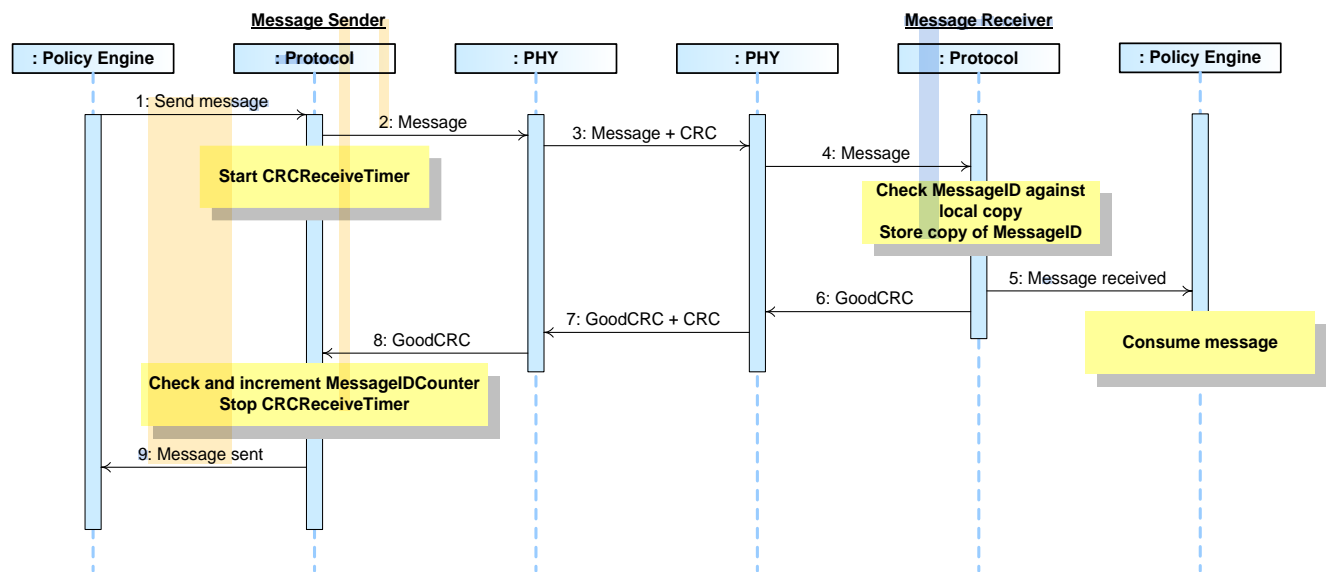 Message Sender
Message Receiver
: Policy Engine
: Protocol
: PHY
: PHY
: Protocol
: Policy Engine
1: Send message
2: Message
3: Message + CRC
4: Message
Start CRCReceiveTimer
Check MessageID against
local copy
Store copy of MessageID
5: Message received
6: GoodCRC
7: GoodCRC + CRC
8: GoodCRC
Consume message
Check and increment MessageIDCounter
Stop CRCReceiveTimer
9: Message sent